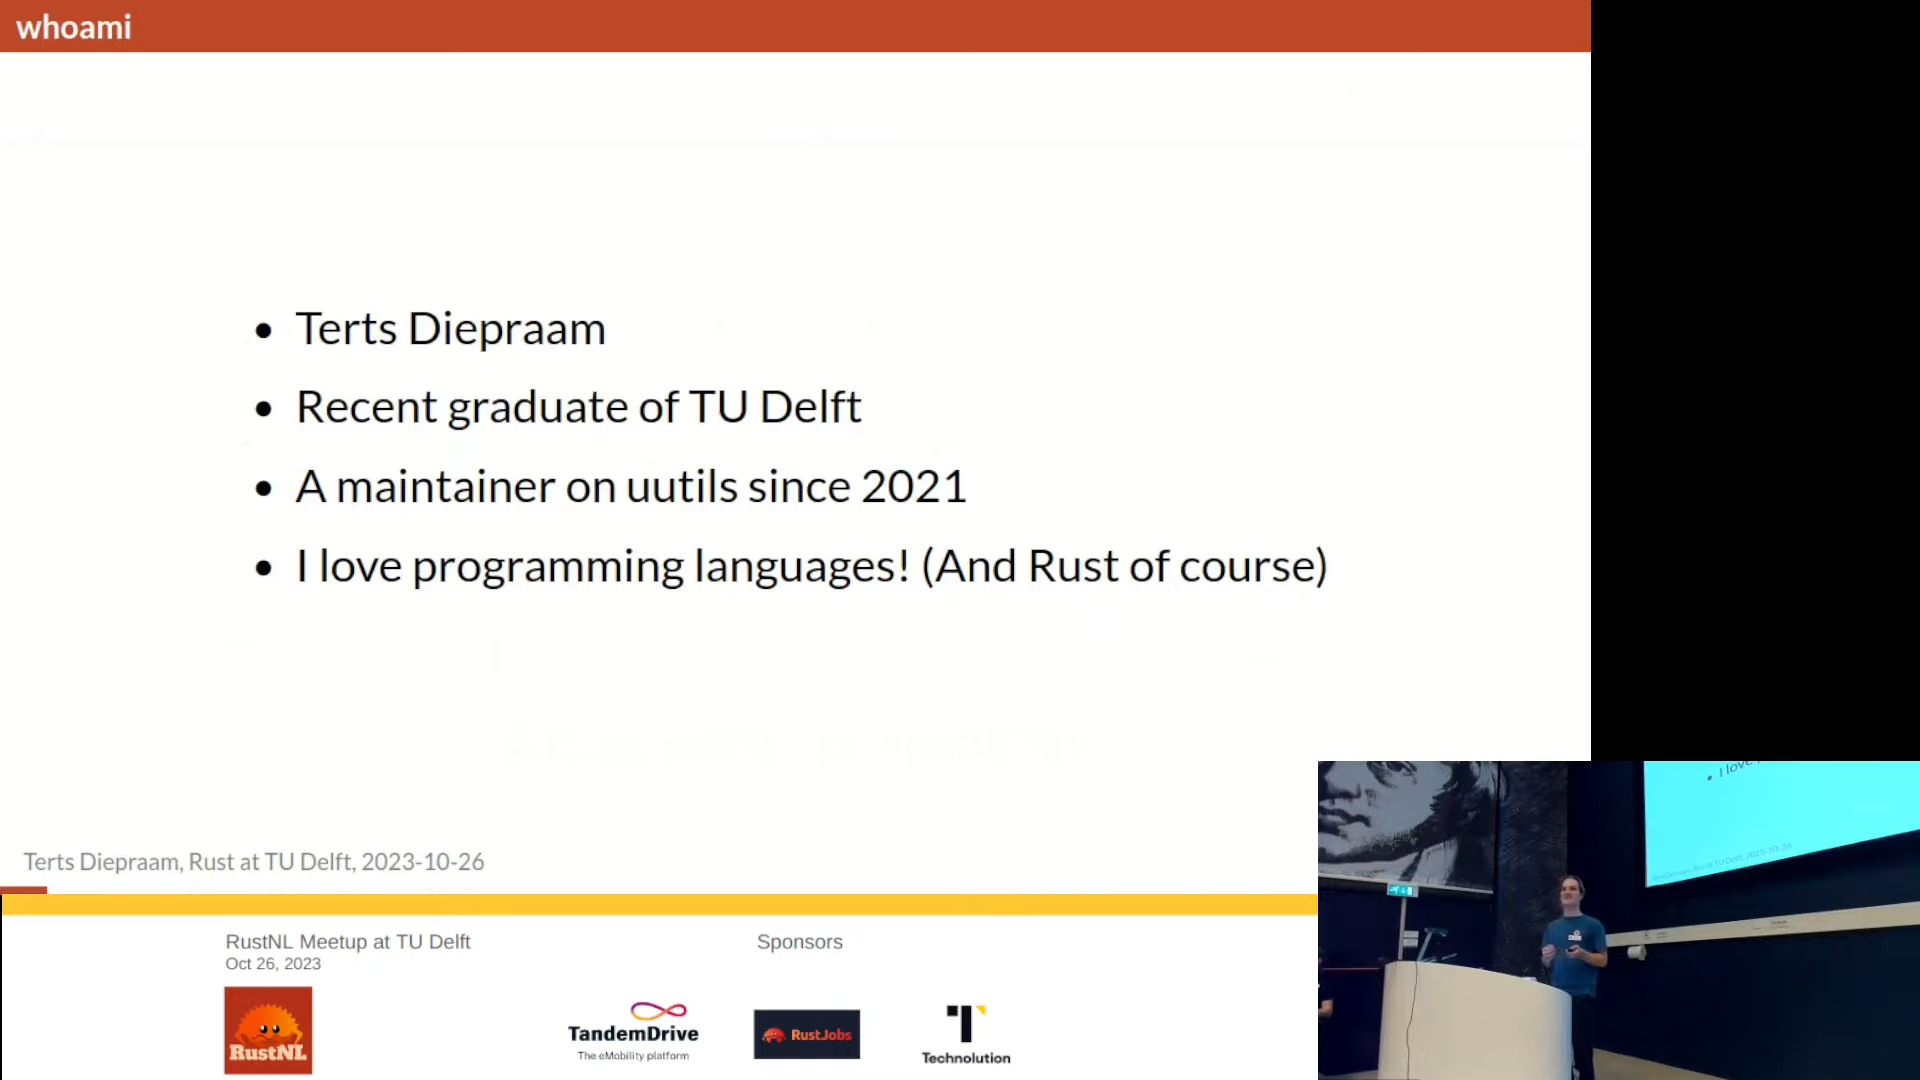 whoami
Terts Diepraam
Recent graduate of TU Delft
A maintainer on uutils since 2021
I love programming languages! (And Rust of course)
Terts Diepraam, Rust at TU Delft, 2023-10-26
RustNL Meetup at TU Delft
Oct 26, 2023
Sponsors
RustNL
TandemDrive
The eMobility platform
RustJobs
Technolution
I love